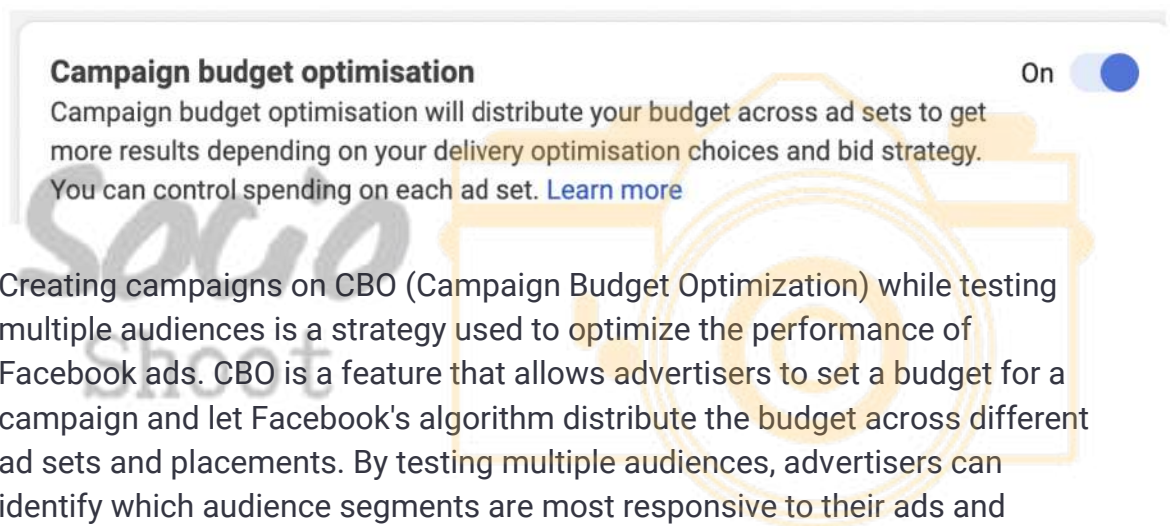 Campaign budget optimisation
On
Campaign budget optimisation will distribute your budget across ad sets to get
more results depending on your delivery optimisation choices and bid strategy.
You can control spending on each ad set. Learn more
Socio
Shoot
Creating campaigns on CBO (Campaign Budget Optimization) while testing
multiple audiences is a strategy used to optimize the performance of
Facebook ads. CBO is a feature that allows advertisers to set a budget for a
campaign and let Facebook's algorithm distribute the budget across different
ad sets and placements. By testing multiple audiences, advertisers can
identify which audience segments are most responsive to their ads and